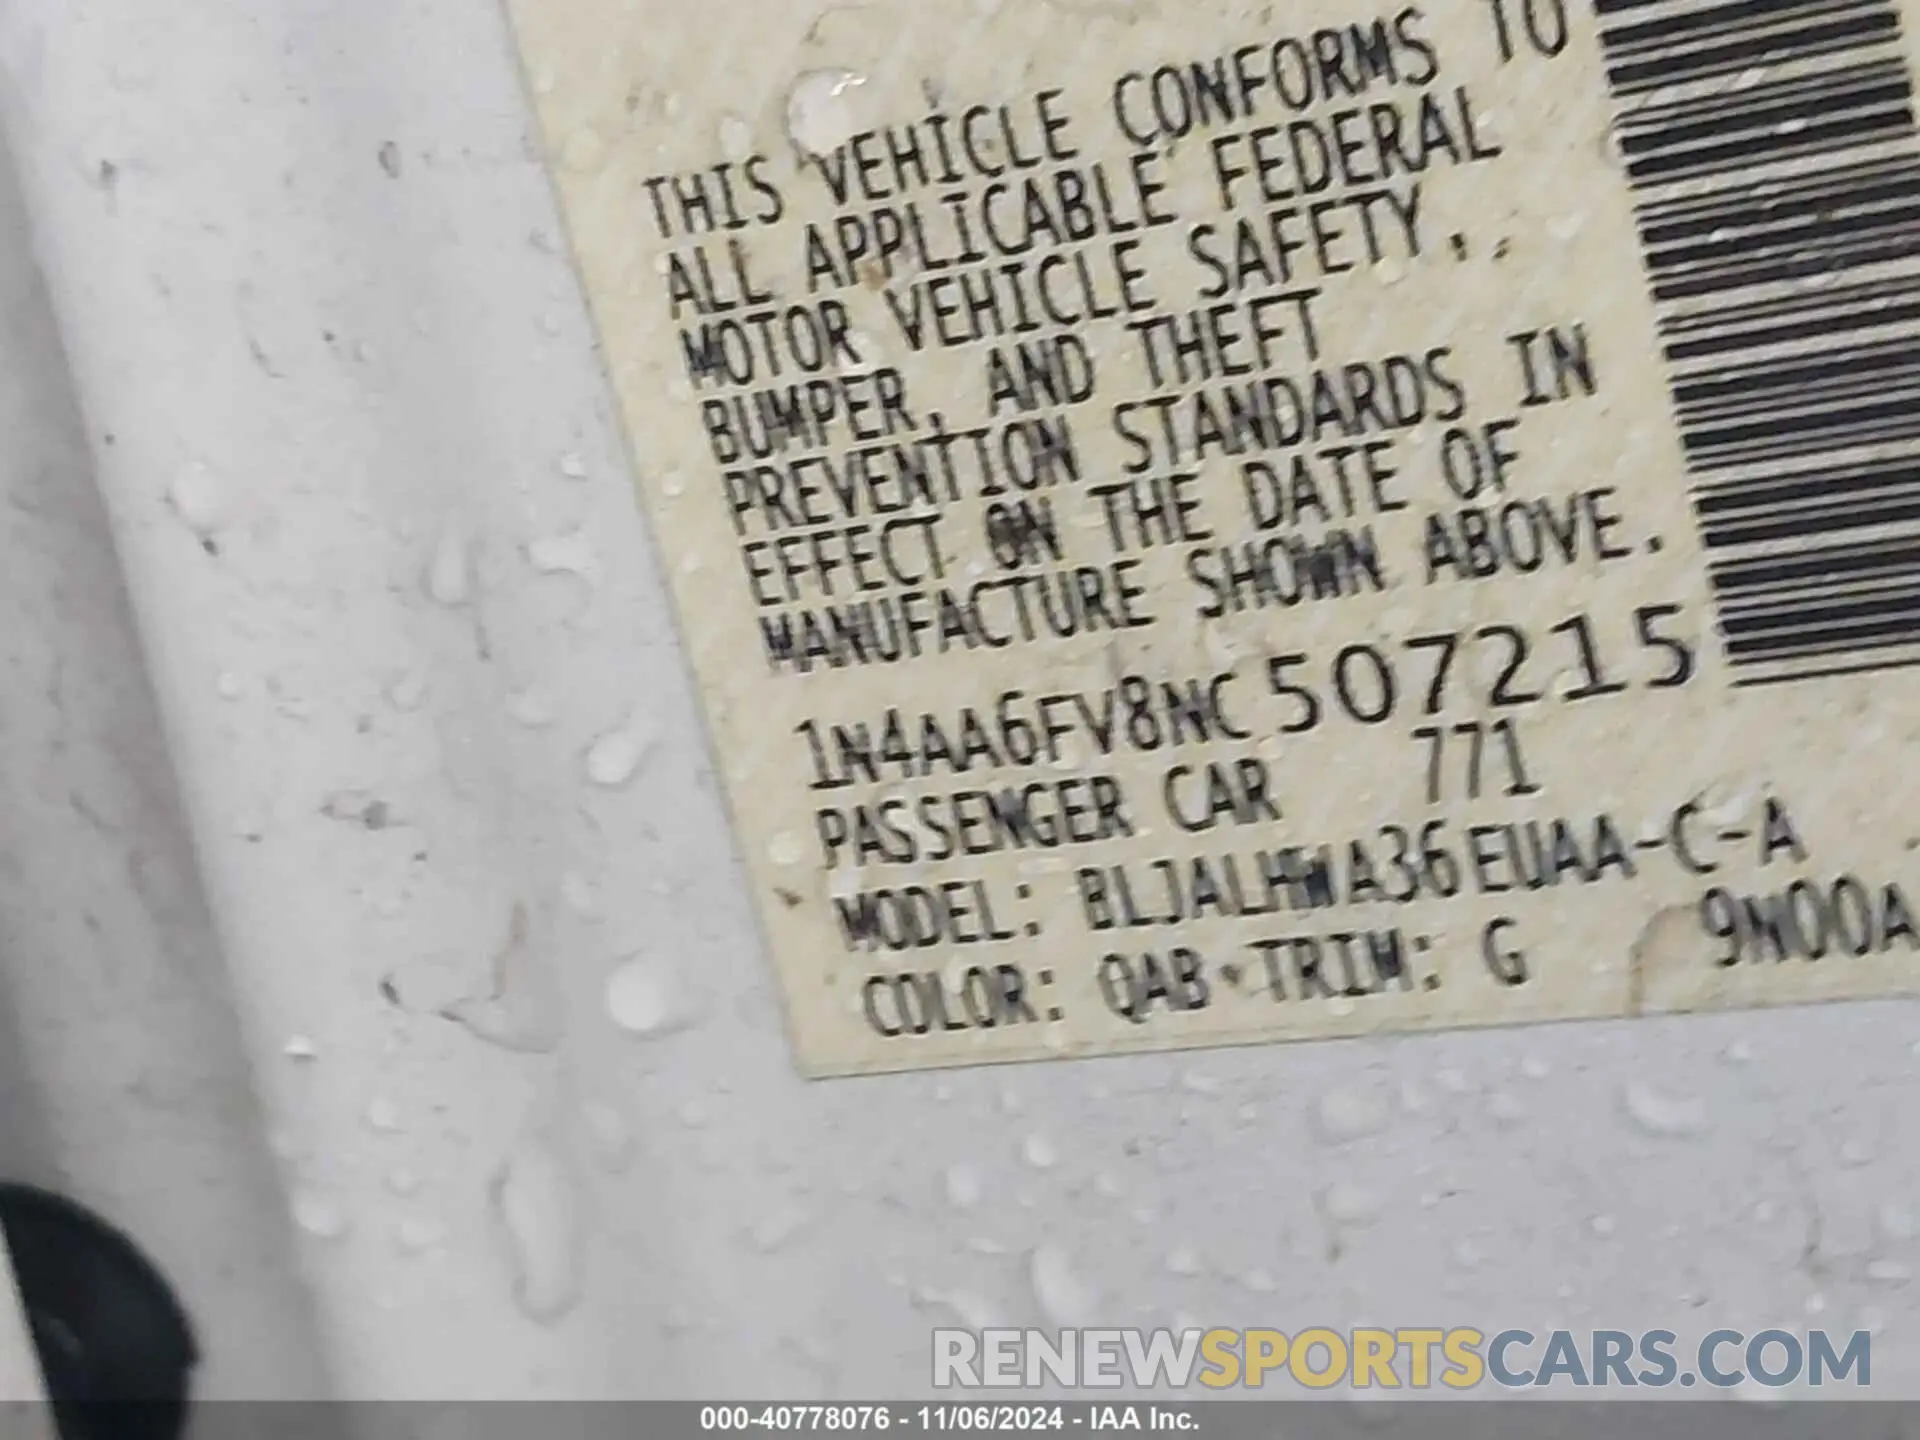 THIS VEHICLE CONFORMS TO
ALL APPLICABLE FEDERAL
MOTOR VEHICLE SAFETY,
BUMPER, AND THEFT
PREVENTION STANDARDS IN
EFFECT ON THE DATE OF
MANUFACTURE SHOWN ABOVE.
1N4AA6FV8NC507215
PASSENGER CAR 771
MODEL: BLJALHWA36EUAA-C-A
COLOR: QAB TRIM: G 9N00A
RENEWSPORTSCARS.COM
000-40778076 - 11/06/2024 - IAA Inc.